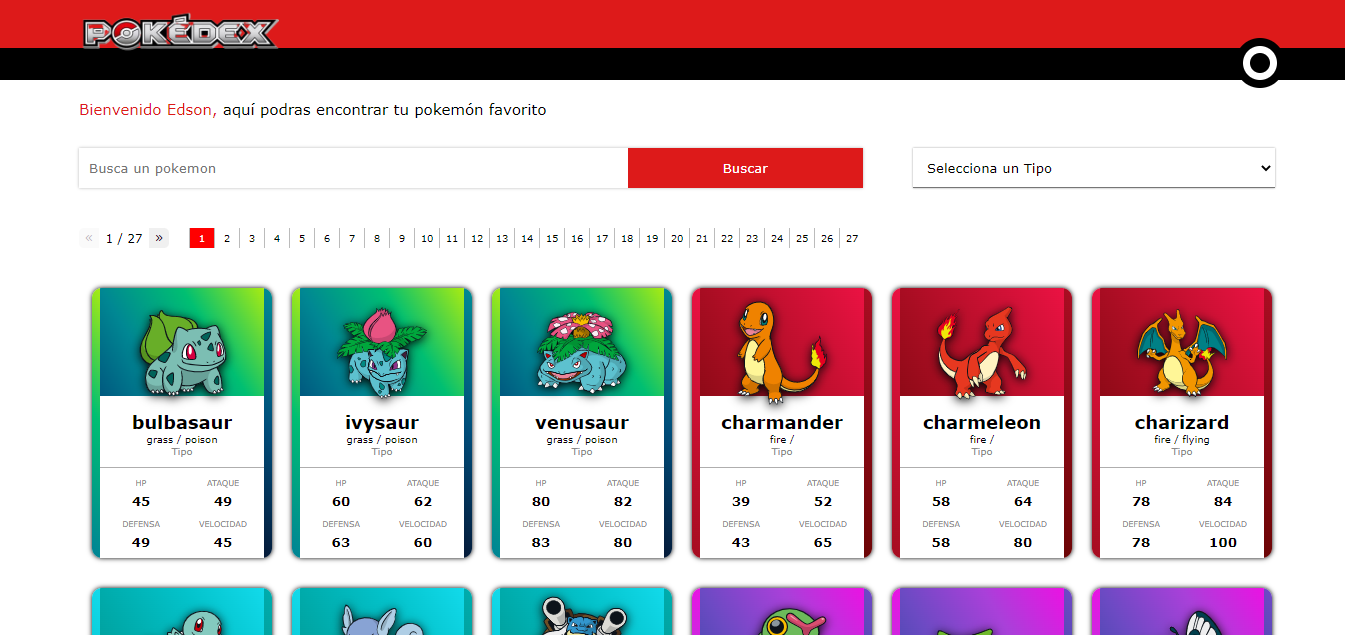 POKÉDEX
Bienvenido Edson, aquí podras encontrar tu pokemón favorito
Busca un pokemon Buscar Selecciona un Tipo
« 1 / 27 » 1 2 3 4 5 6 7 8 9 10 11 12 13 14 15 16 17 18 19 20 21 22 23 24 25 26 27
bulbasaur ivysaur venusaur charmander charmeleon charizard
grass / poison grass / poison grass / poison fire / fire / fire / flying
Tipo Tipo Tipo Tipo Tipo Tipo
HP ATAQUE HP ATAQUE HP ATAQUE HP ATAQUE HP ATAQUE HP ATAQUE
45 49 60 62 80 82 39 52 58 64 78 84
DEFENSA VELOCIDAD DEFENSA VELOCIDAD DEFENSA VELOCIDAD DEFENSA VELOCIDAD DEFENSA VELOCIDAD DEFENSA VELOCIDAD
49 45 63 60 83 80 43 65 58 80 78 100